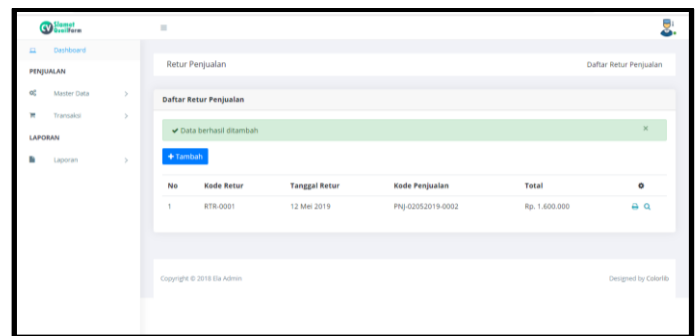 Slamet
Dashboard
PENJUALAN
Master Data
Transaksi
LAPORAN
Laporan
Retur Penjualan
Daftar Retur Penjualan
Daftar Retur Penjualan
Data berhasil ditambah
×
+ Tambah
No Kode Retur Tanggal Retur Kode Penjualan Total
1 RTR-0001 12 Mei 2019 PNJ-02052019-0002 Rp. 1.600.000
Copyright © 2018 Ela Admin
Designed by Colorlib